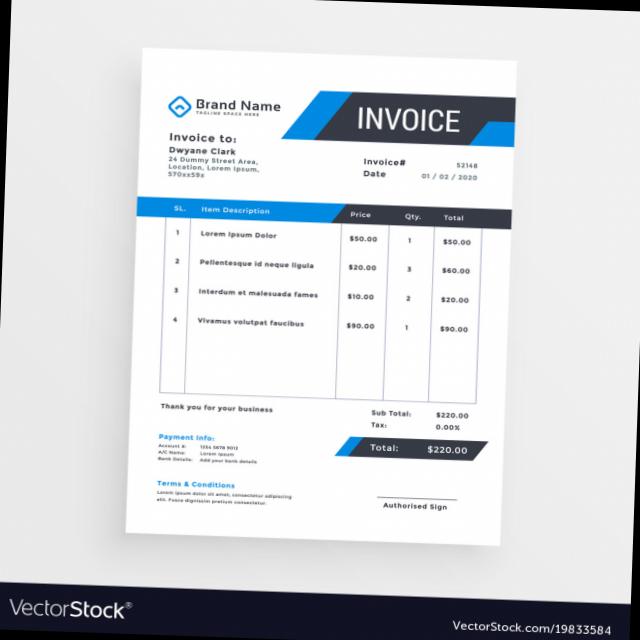 Brand Name
TAGLINE SPACE HERE
INVOICE
Invoice to:
Dwyane Clark
24 Dummy Street Area,
Location, Lorem Ipsum,
570xx59x
Invoice# 52148
Date 01 / 02 / 2020
SL. Item Description Price Qty. Total
1 Lorem Ipsum Dolor $50.00 1 $50.00
2 Pellentesque id neque ligula $20.00 3 $60.00
3 Interdum et malesuada fames $10.00 2 $20.00
4 Vivamus volutpat faucibus $90.00 1 $90.00
Thank you for your business
Sub Total: $220.00
Tax: 0.00%
Total: $220.00
Payment Info:
Account #: 1234 5678 9012
A/C Name: Lorem Ipsum
Bank Details: Add your bank details
Terms & Conditions
Lorem ipsum dolor sit amet, consectetur adipiscing
elit. Fusce dignissim pretium consectetur.
Authorised Sign
VectorStock®
VectorStock.com/19833584